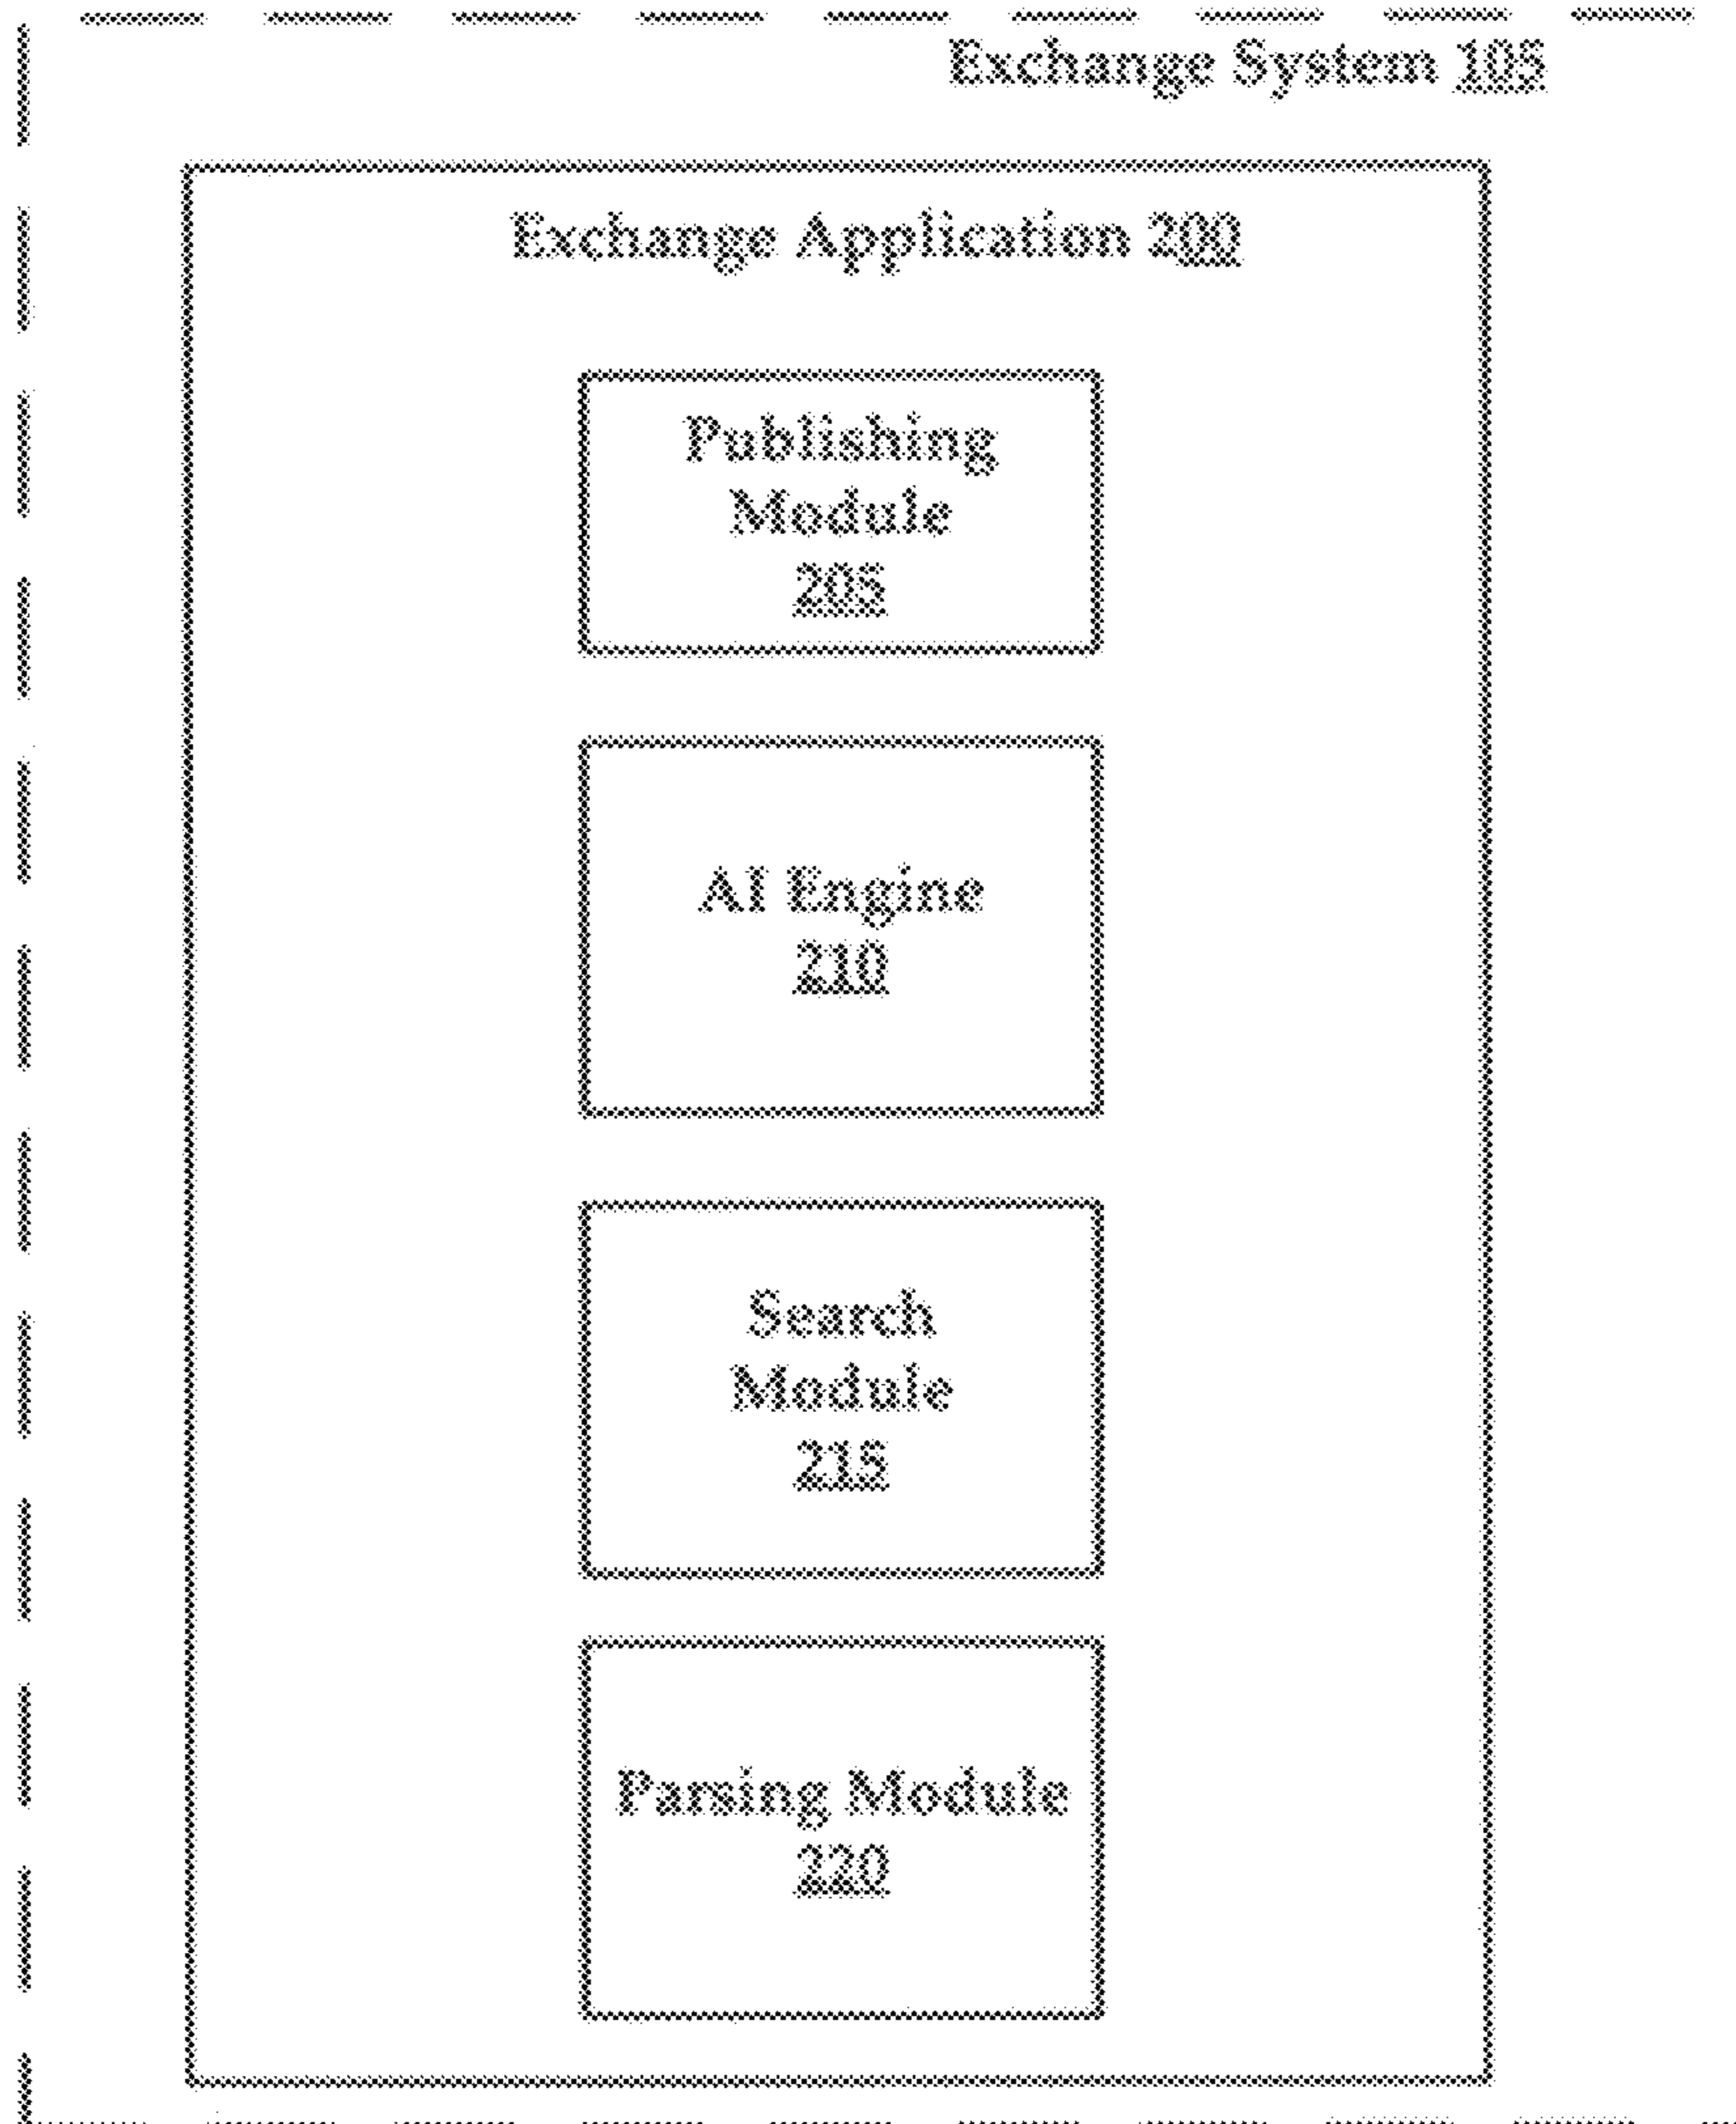 Exchange System 105
Exchange Application 200
Publishing
Module
205
AI Engine
210
Search
Module
215
Parsing Module
220